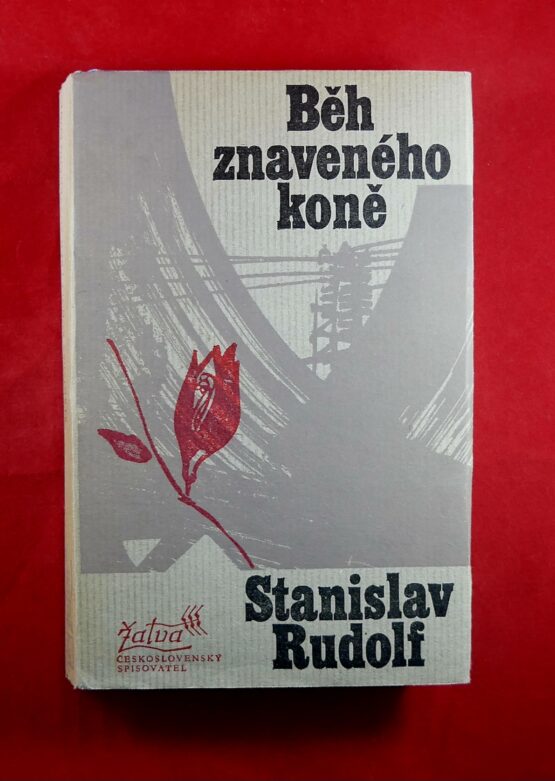 Běh
znaveného
koně
Stanislav
Rudolf
Žatva
ČESKOSLOVENSKÝ
SPISOVATEL